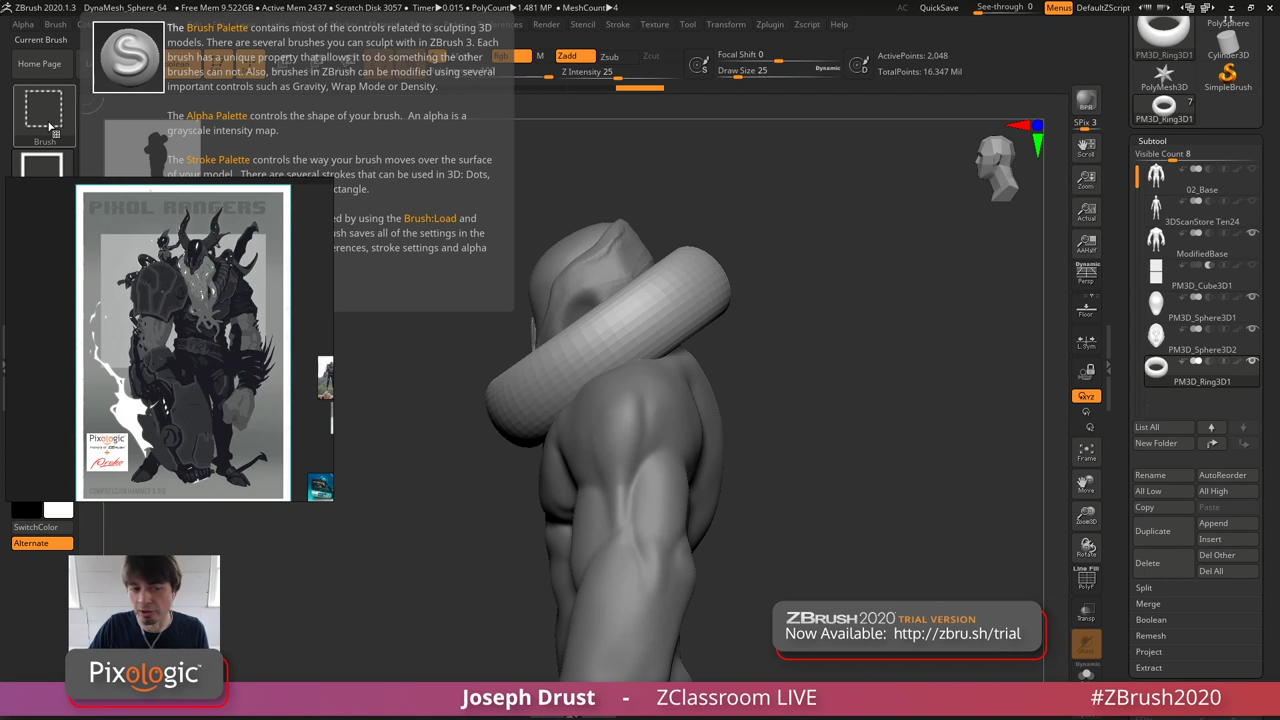 ZBrush 2020.1.3 DynaMesh_Sphere_64 • Free Mem 9.522GB • Active Mem 2437 • Scratch Disk 3057 • Timer▶0.015 • PolyCount▶1.481 MP • MeshCount▶4
AC QuickSave See-through 0 Menus DefaultZScript
Alpha Brush
Render Stencil Stroke Texture Tool Transform Zplugin Zscript
Current Brush
Home Page
Brush
The Brush Palette contains most of the controls related to sculpting 3D
models. There are several brushes you can sculpt with in ZBrush 3. Each
brush has a unique property that allows it to do something the other
brushes can not. Also, brushes in ZBrush can be modified using several
important controls such as Gravity, Wrap Mode or Density.
The Alpha Palette controls the shape of your brush. An alpha is a
grayscale intensity map.
The Stroke Palette controls the way your brush moves over the surface
of your model. There are several strokes that can be used in 3D: Dots,
ctangle.
ed by using the Brush:Load and
ush saves all of the settings in the
erences, stroke settings and alpha
Rgb M Zadd Zsub
Z Intensity 25
Focal Shift 0
Draw Size 25 Dynamic
ActivePoints: 2,048
TotalPoints: 16.347 Mil
PIXOL RANGERS
Pixologic
+
SwitchColor
Alternate
BPR
SPix 3
Scroll
Zoom
Actual
AAHalf
Dynamic
Persp
Floor
L.Sym
XYZ
Frame
Move
Zoom3D
Rotate
Line Fill
PolyF
Transp
Dynamic
PolySphere
PM3D_Ring3D1 Cylinder3D
PolyMesh3D SimpleBrush
7
PM3D_Ring3D1
Subtool
Visible Count 8
02_Base
3DScanStore Ten24
ModifiedBase
PM3D_Cube3D1
PM3D_Sphere3D1
PM3D_Sphere3D2
PM3D_Ring3D1
List All
New Folder
Rename AutoReorder
All Low All High
Copy Paste
Duplicate Append
Insert
Delete Del Other
Del All
Split
Merge
Boolean
Remesh
Project
Extract
ZBRUSH 2020 TRIAL VERSION
Now Available: http://zbru.sh/trial
Pixologic™
Joseph Drust - ZClassroom LIVE #ZBrush2020